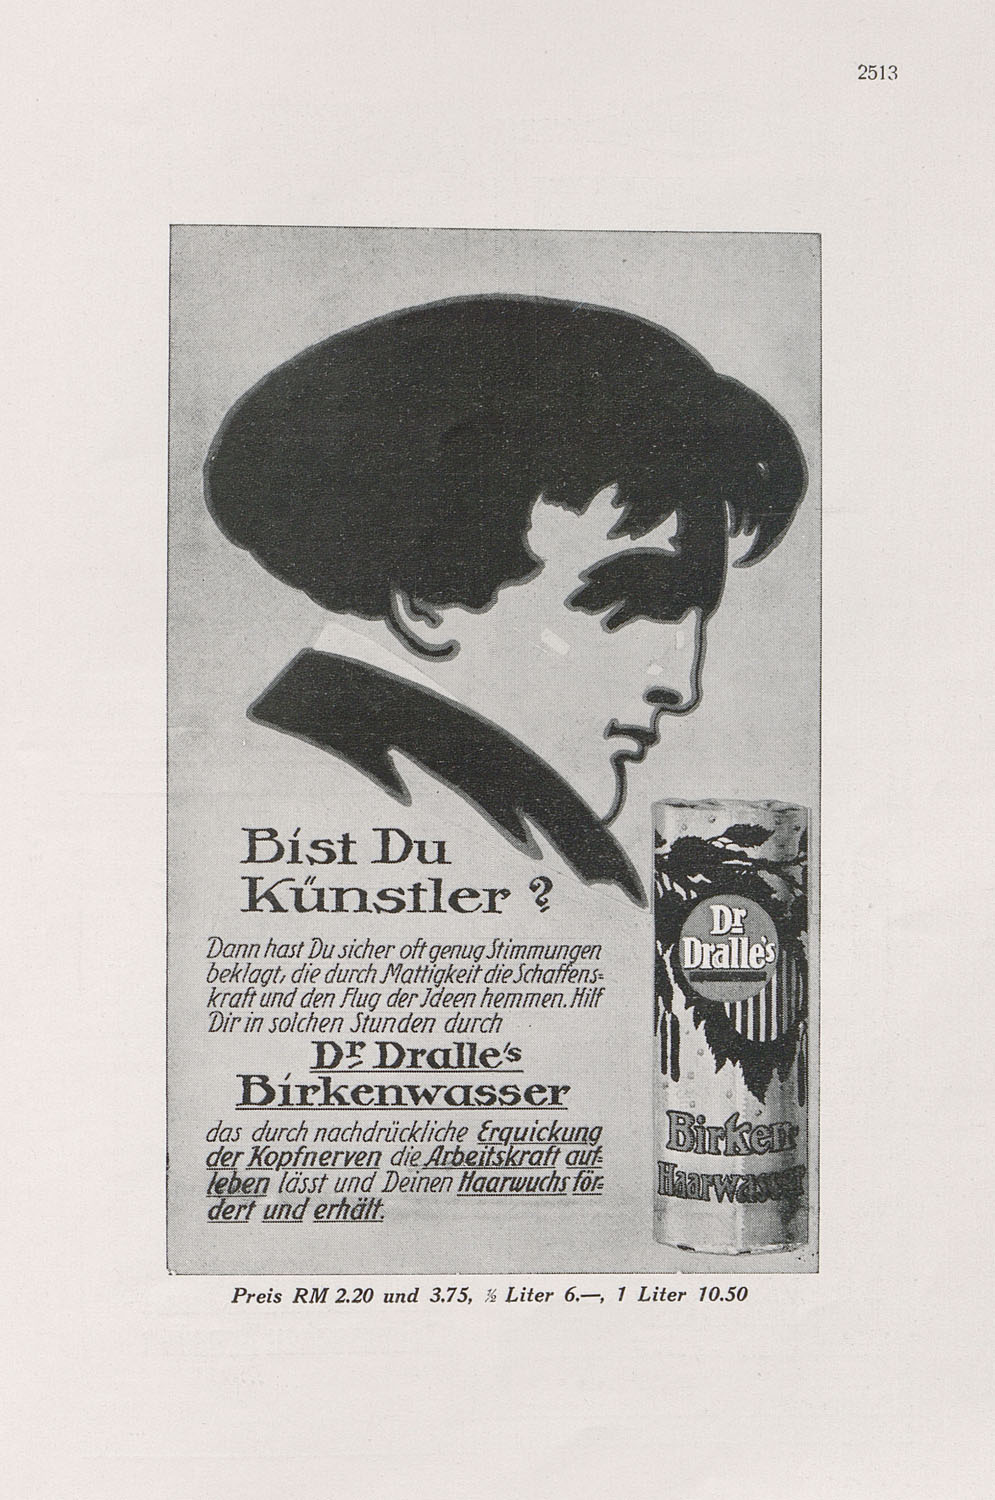 2513
Bist Du
Künstler ?
Dann hast Du sicher oft genug Stimmungen
beklagt, die durch Mattigkeit die Schaffens=
kraft und den Flug der Jdeen hemmen. Hilf
Dir in solchen Stunden durch
Dr Dralle's
Birkenwasser
das durch nachdrückliche Erquickung
der Kopfnerven die Arbeitskraft auf=
leben lässt und Deinen Haarwuchs för=
dert und erhält.
Dr
Dralle's
Birken
Haarwasser
Preis RM 2.20 und 3.75, ½ Liter 6.—, 1 Liter 10.50